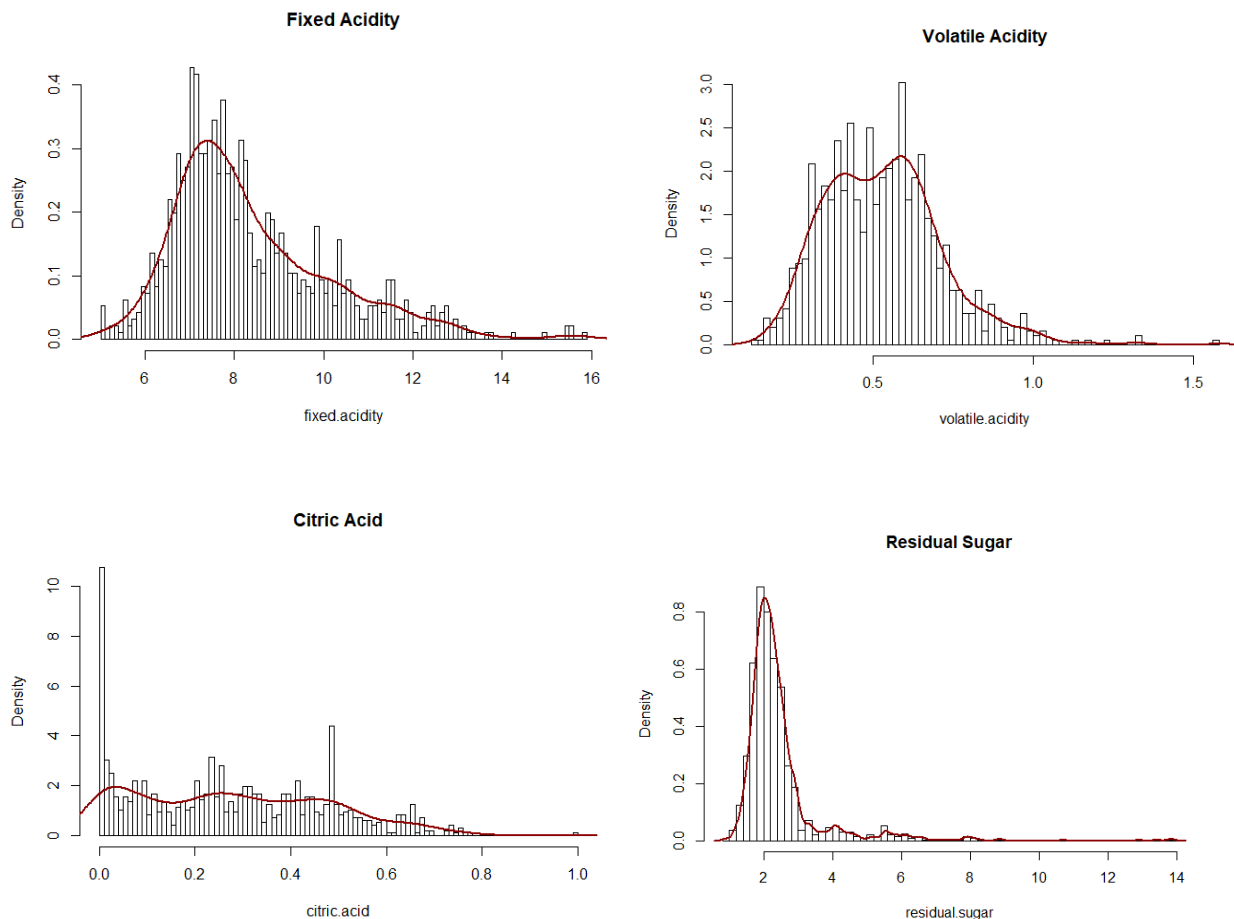 Fixed Acidity
Density
0.0 0.1 0.2 0.3 0.4
6 8 10 12 14 16
fixed.acidity
Volatile Acidity
Density
0.0 0.5 1.0 1.5 2.0 2.5 3.0
0.5 1.0 1.5
volatile.acidity
Citric Acid
Density
0 2 4 6 8 10
0.0 0.2 0.4 0.6 0.8 1.0
citric.acid
Residual Sugar
Density
0.0 0.2 0.4 0.6 0.8
2 4 6 8 10 12 14
residual.sugar